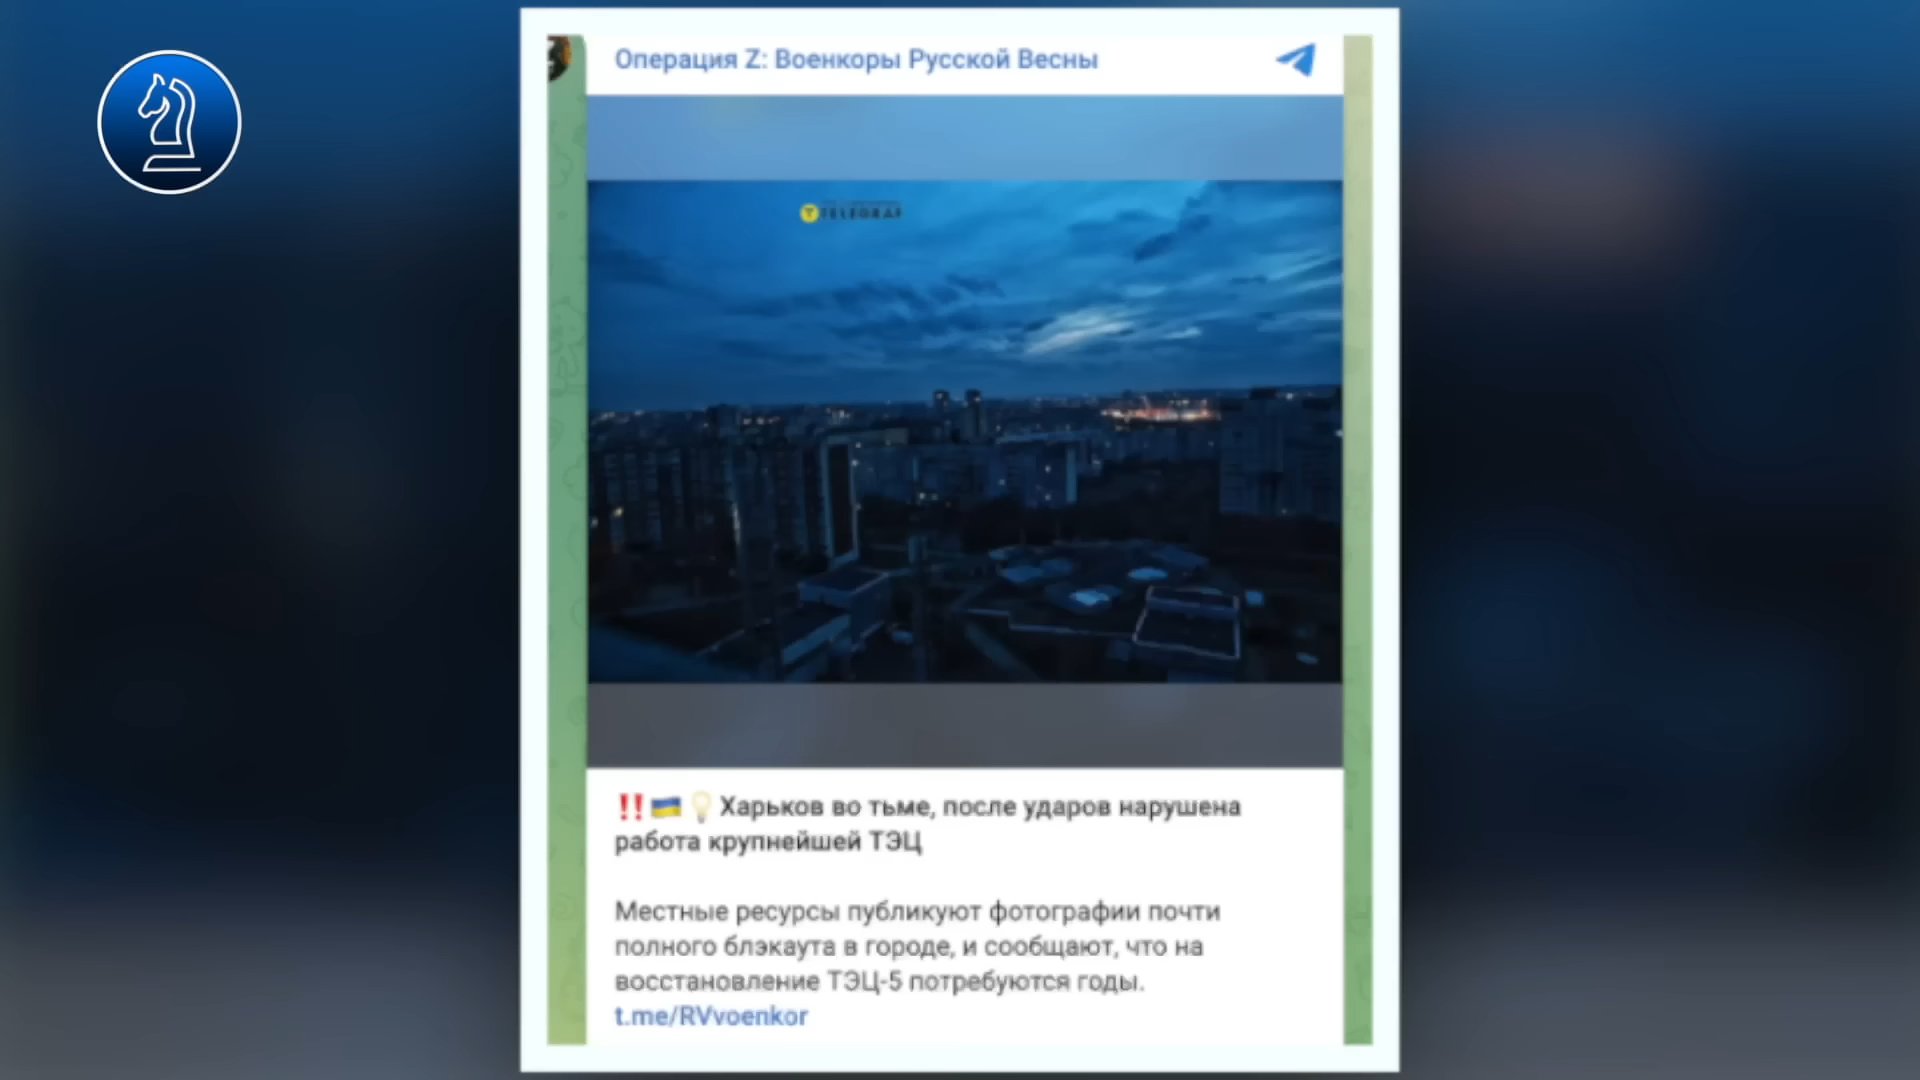 Операция Z: Военкоры Русской Весны
TELEGRAF
‼️🇺🇦💡Харьков во тьме, после ударов нарушена
работа крупнейшей ТЭЦ
Местные ресурсы публикуют фотографии почти
полного блэкаута в городе, и сообщают, что на
восстановление ТЭЦ-5 потребуются годы.
t.me/RVvoenkor